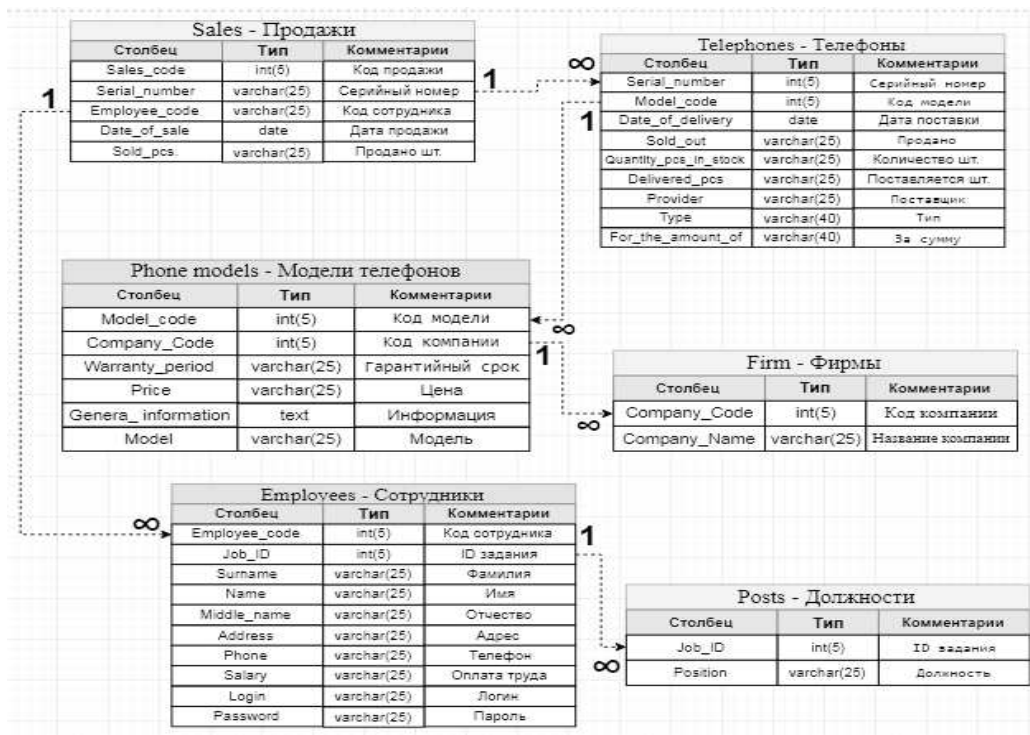 Sales - Продажи
Столбец Тип Комментарии
Sales_code int(5) Код продажи
Serial_number varchar(25) Серийный номер
Employee_code varchar(25) Код сотрудника
Date_of_sale date Дата продажи
Sold_pcs. varchar(25) Продано шт.
1
1
∞
Telephones - Телефоны
Столбец Тип Комментарии
Serial_number int(5) Серийный номер
Model_code int(5) Код модели
Date_of_delivery date Дата поставки
Sold_out varchar(25) Продано
Quantity_pcs_in_stock varchar(25) Количество шт.
Delivered_pcs varchar(25) Поставляется шт.
Provider varchar(25) Поставщик
Type varchar(40) Тип
For_the_amount_of varchar(40) За сумму
1
Phone models - Модели телефонов
Столбец Тип Комментарии
Model_code int(5) Код модели
Company_Code int(5) Код компании
Warranty_period varchar(25) Гарантийный срок
Price varchar(25) Цена
Genera_ information text Информация
Model varchar(25) Модель
∞
1
∞
Firm - Фирмы
Столбец Тип Комментарии
Company_Code int(5) Код компании
Company_Name varchar(25) Название компании
Employees - Сотрудники
Столбец Тип Комментарии
Employee_code int(5) Код сотрудника
Job_ID int(5) ID задания
Surname varchar(25) Фамилия
Name varchar(25) Имя
Middle_name varchar(25) Отчество
Address varchar(25) Адрес
Phone varchar(25) Телефон
Salary varchar(25) Оплата труда
Login varchar(25) Логин
Password varchar(25) Пароль
∞
1
∞
Posts - Должности
Столбец Тип Комментарии
Job_ID int(5) ID задания
Position varchar(25) Должность